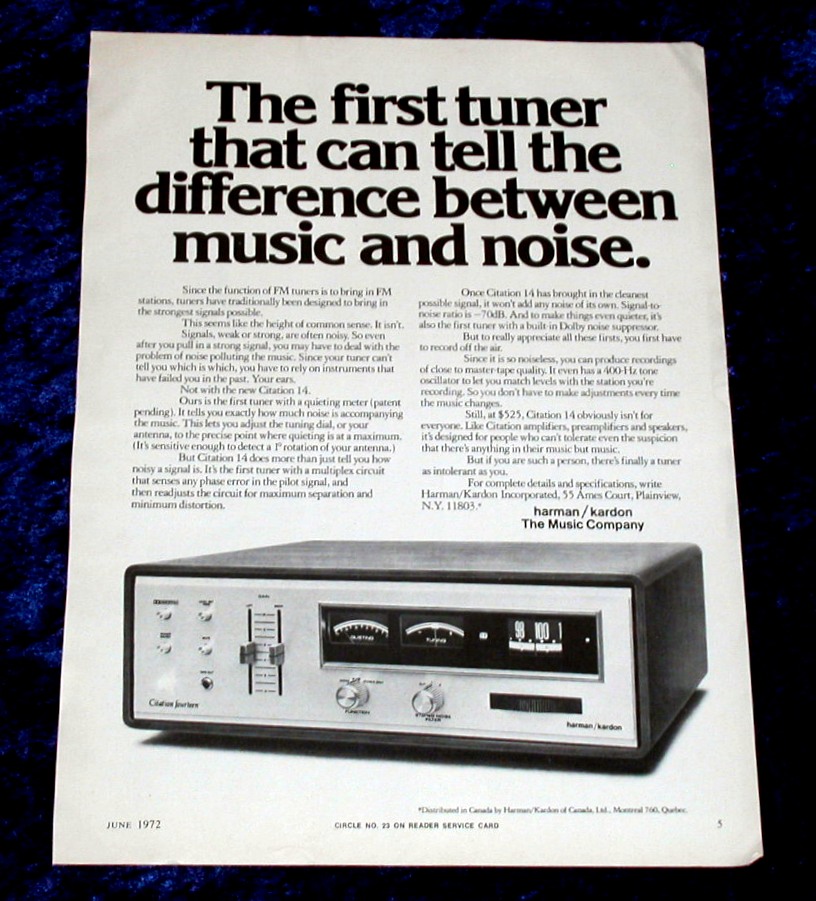 The first tuner
that can tell the
difference between
music and noise.
Since the function of FM tuners is to bring in FM
stations, tuners have traditionally been designed to bring in
the strongest signals possible.
This seems like the height of common sense. It isn't.
Signals, weak or strong, are often noisy. So even
after you pull in a strong signal, you may have to deal with the
problem of noise polluting the music. Since your tuner can't
tell you which is which, you have to rely on instruments that
have failed you in the past. Your ears.
Not with the new Citation 14.
Ours is the first tuner with a quieting meter (patent
pending). It tells you exactly how much noise is accompanying
the music. This lets you adjust the tuning dial, or your
antenna, to the precise point where quieting is at a maximum.
(It's sensitive enough to detect a 1° rotation of your antenna.)
But Citation 14 does more than just tell you how
noisy a signal is. It's the first tuner with a multiplex circuit
that senses any phase error in the pilot signal, and
then readjusts the circuit for maximum separation and
minimum distortion.
Once Citation 14 has brought in the cleanest
possible signal, it won't add any noise of its own. Signal-to-
noise ratio is -70dB. And to make things even quieter, it's
also the first tuner with a built-in Dolby noise suppressor.
But to really appreciate all these firsts, you first have
to record off the air.
Since it is so noiseless, you can produce recordings
of close to master-tape quality. It even has a 400-Hz tone
oscillator to let you match levels with the station you're
recording. So you don't have to make adjustments every time
the music changes.
Still, at $525, Citation 14 obviously isn't for
everyone. Like Citation amplifiers, preamplifiers and speakers,
it's designed for people who can't tolerate even the suspicion
that there's anything in their music but music.
But if you are such a person, there's finally a tuner
as intolerant as you.
For complete details and specifications, write
Harman/Kardon Incorporated, 55 Ames Court, Plainview,
N.Y. 11803.*
harman/kardon
The Music Company
QUIETING
TUNING
98 100 1
FUNCTION
STEREO NOISE
FILTER
Citation fourteen
harman/kardon
*Distributed in Canada by Harman/Kardon of Canada, Ltd., Montreal 760, Quebec.
JUNE 1972
CIRCLE NO. 23 ON READER SERVICE CARD
5